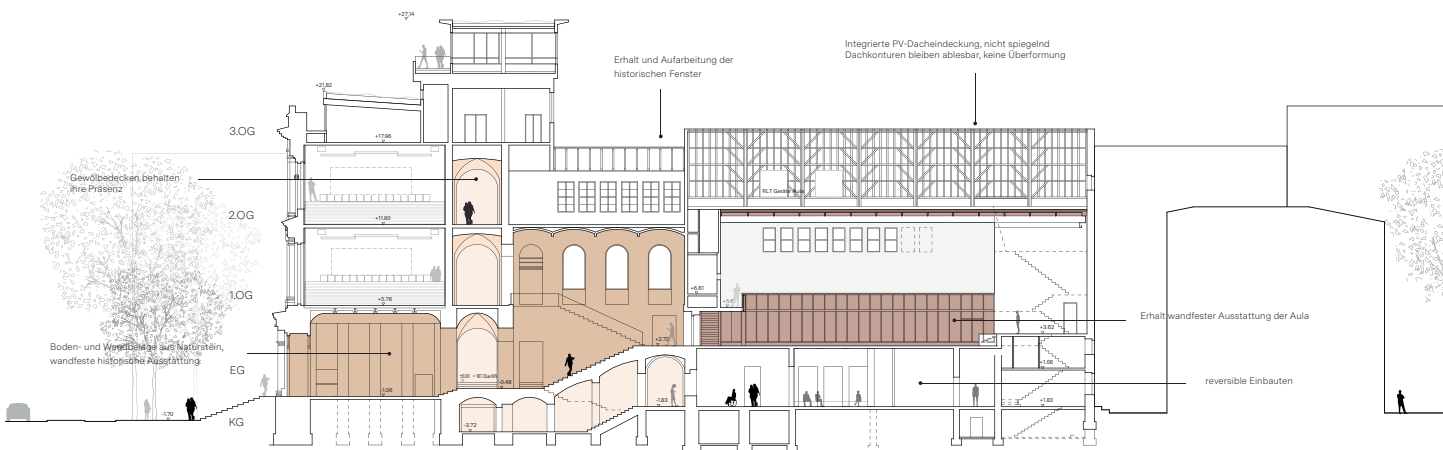 +27,14
Erhalt und Aufarbeitung der
historischen Fenster
Integrierte PV-Dacheindeckung, nicht spiegelnd
Dachkonturen bleiben ablesbar, keine Überformung
+21,82
3.OG
+17,96
Gewölbedecken behalten
ihre Präsenz
RLT Geräte Aula
2.OG
+11,80
1.OG
+6,61
+5,76
Erhalt wandfester Ausstattung der Aula
+3,62
+2,72
Boden- und Wandbeläge aus Naturstein,
wandfeste historische Ausstattung
EG
+1,06
reversible Einbauten
-0,48
-1,06
-1,83
+1,83
-1,70
KG
-3,72